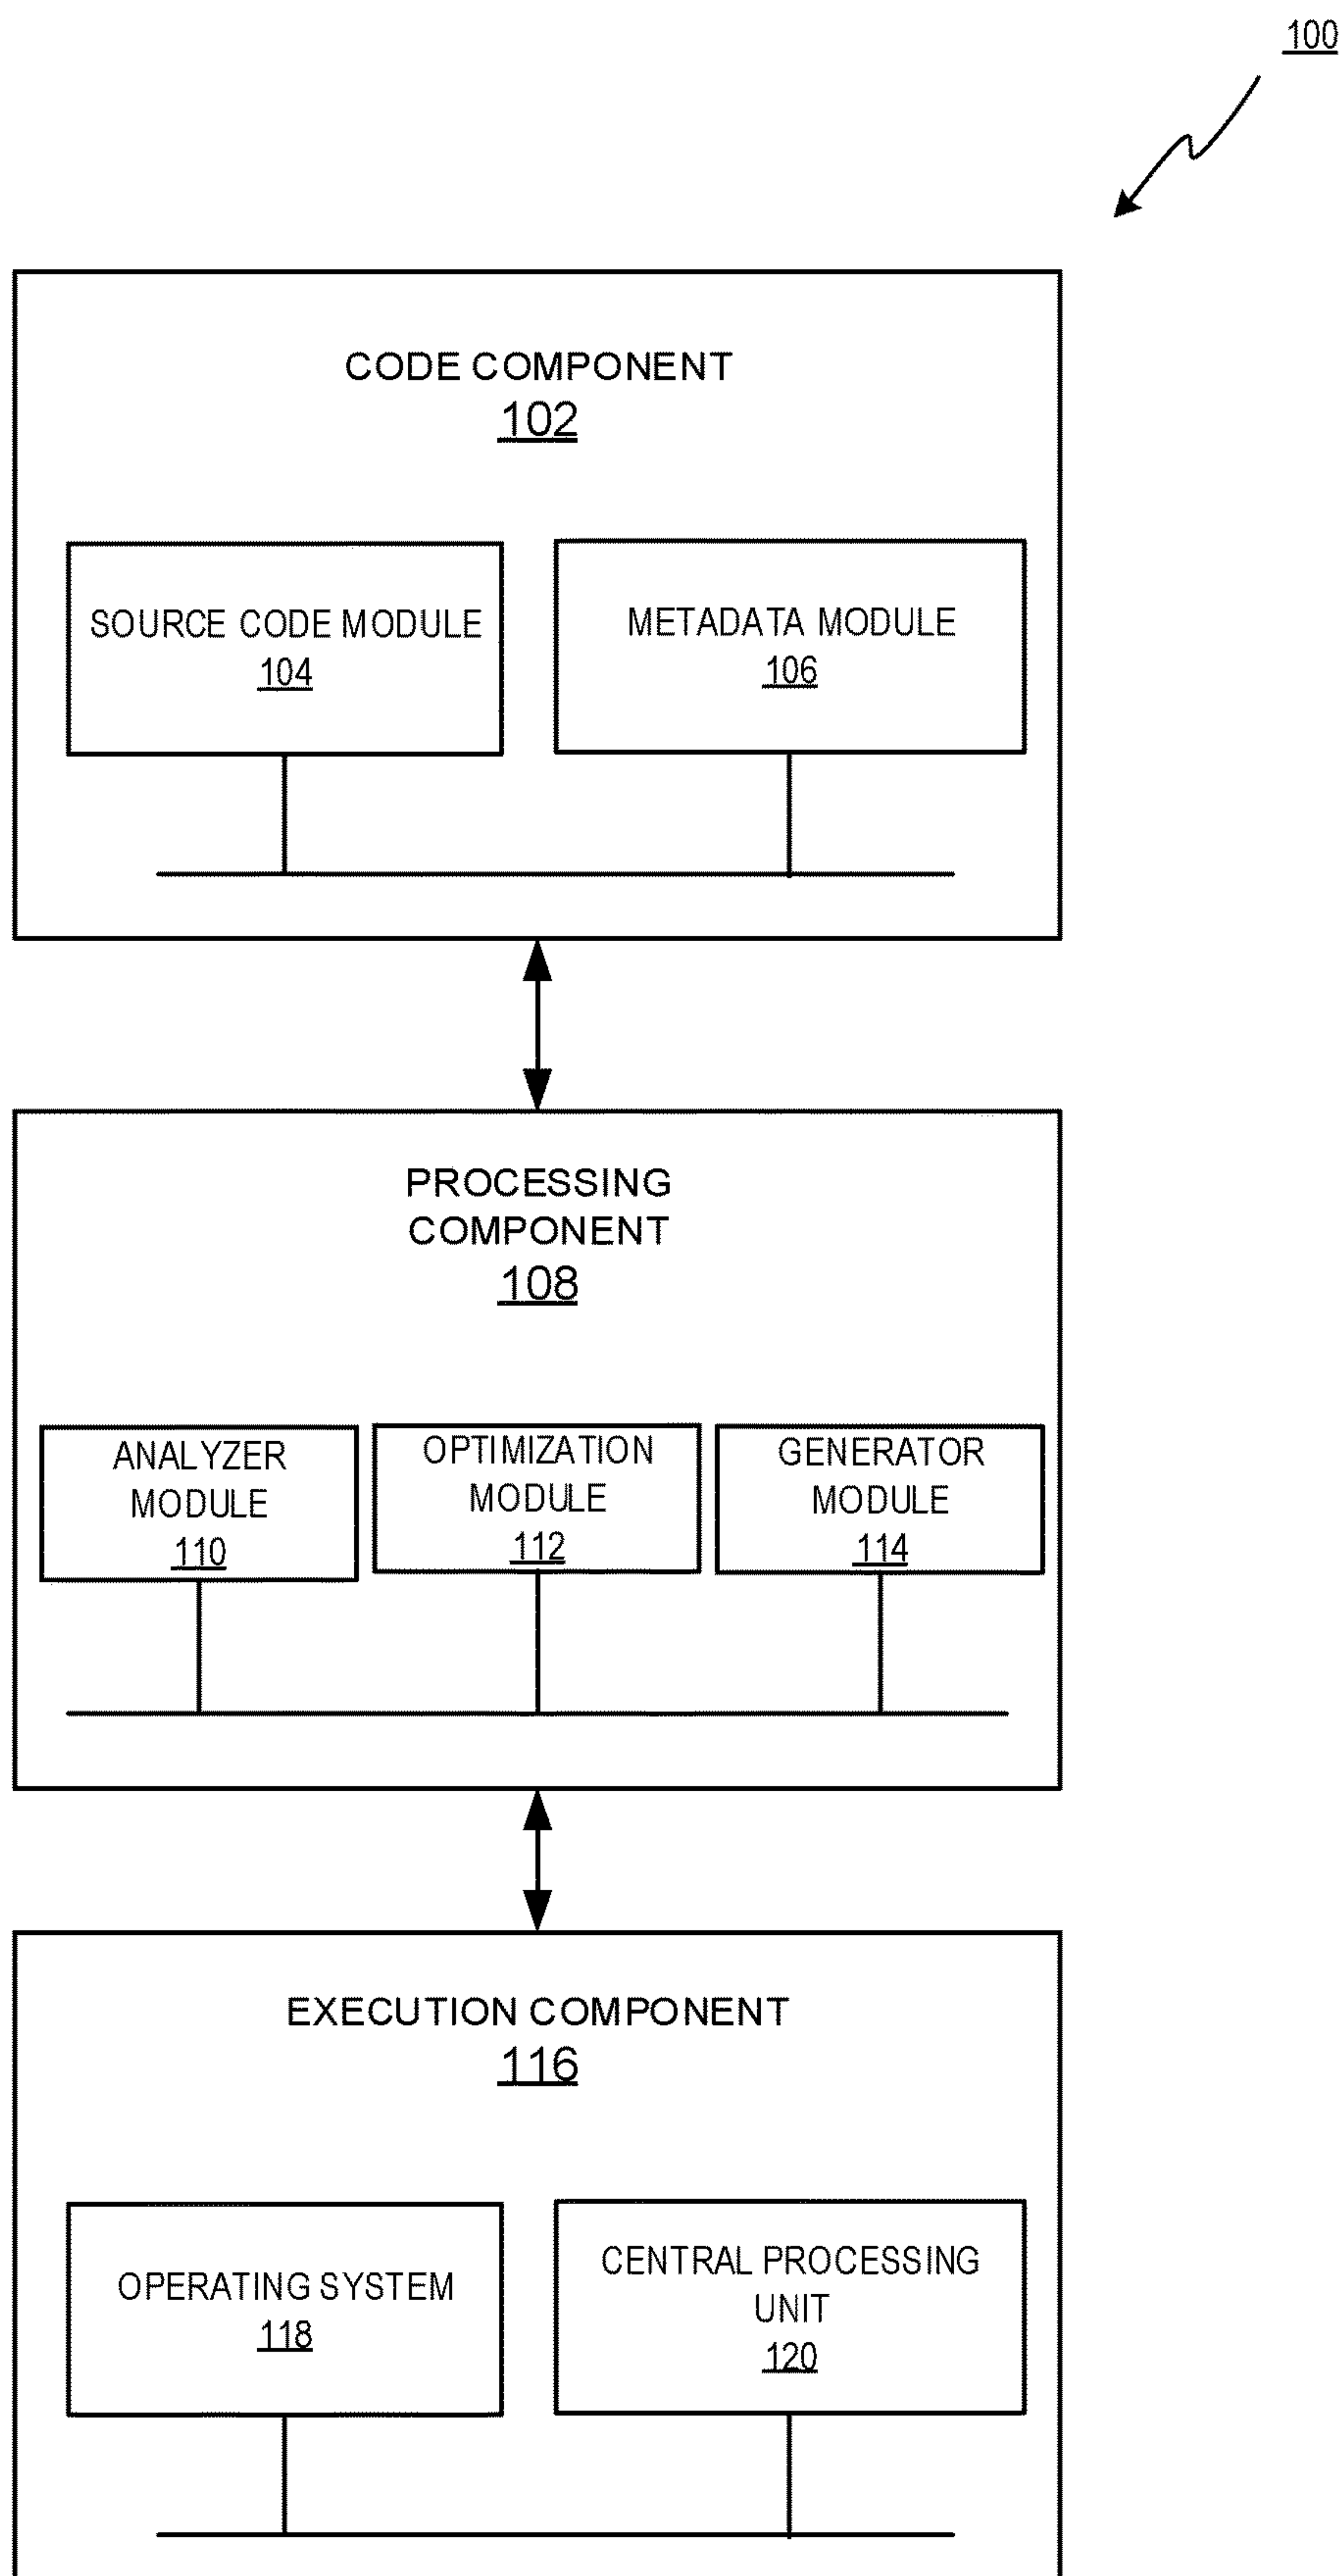 100
CODE COMPONENT
102
SOURCE CODE MODULE
104
METADATA MODULE
106
PROCESSING
COMPONENT
108
ANALYZER
MODULE
110
OPTIMIZATION
MODULE
112
GENERATOR
MODULE
114
EXECUTION COMPONENT
116
OPERATING SYSTEM
118
CENTRAL PROCESSING
UNIT
120